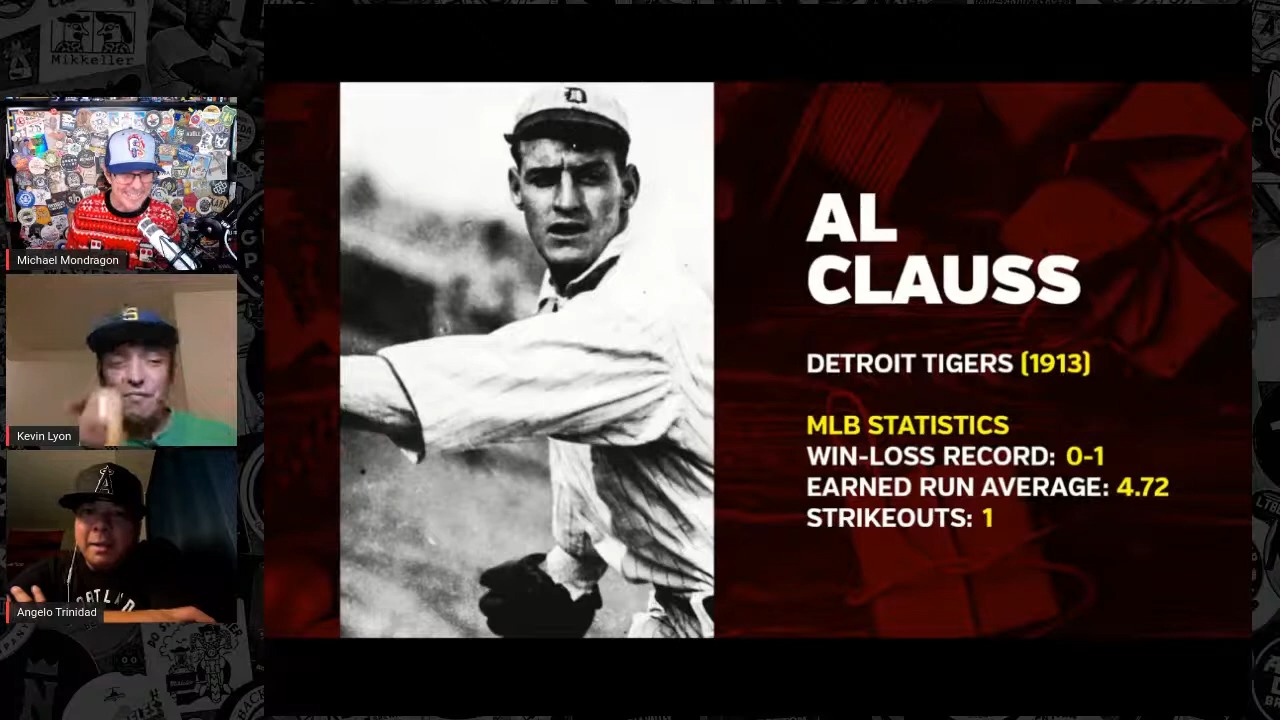 Mikkeller
Michael Mondragon
S
Kevin Lyon
A
Angelo Trinidad
D
AL
CLAUSS
DETROIT TIGERS (1913)
MLB STATISTICS
WIN-LOSS RECORD: 0-1
EARNED RUN AVERAGE: 4.72
STRIKEOUTS: 1